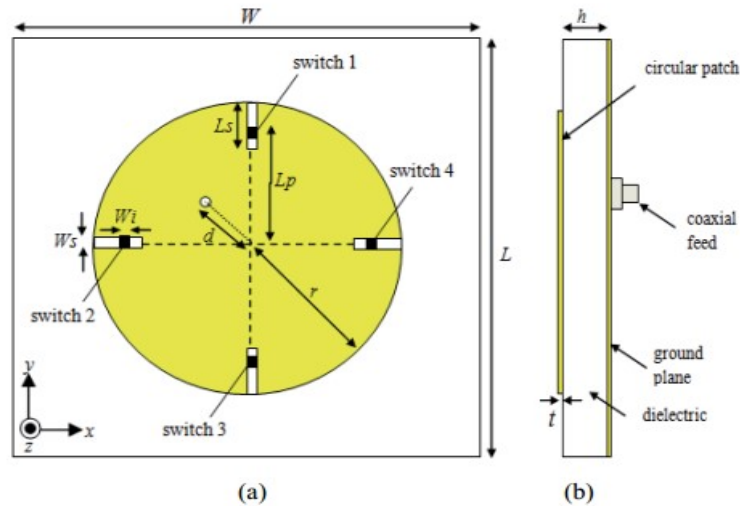 W
switch 1
Ls
Lp
switch 4
Wi
Ws
d
L
switch 2
r
switch 3
y
x
z
(a)
h
circular patch
coaxial
feed
ground
plane
t
dielectric
(b)